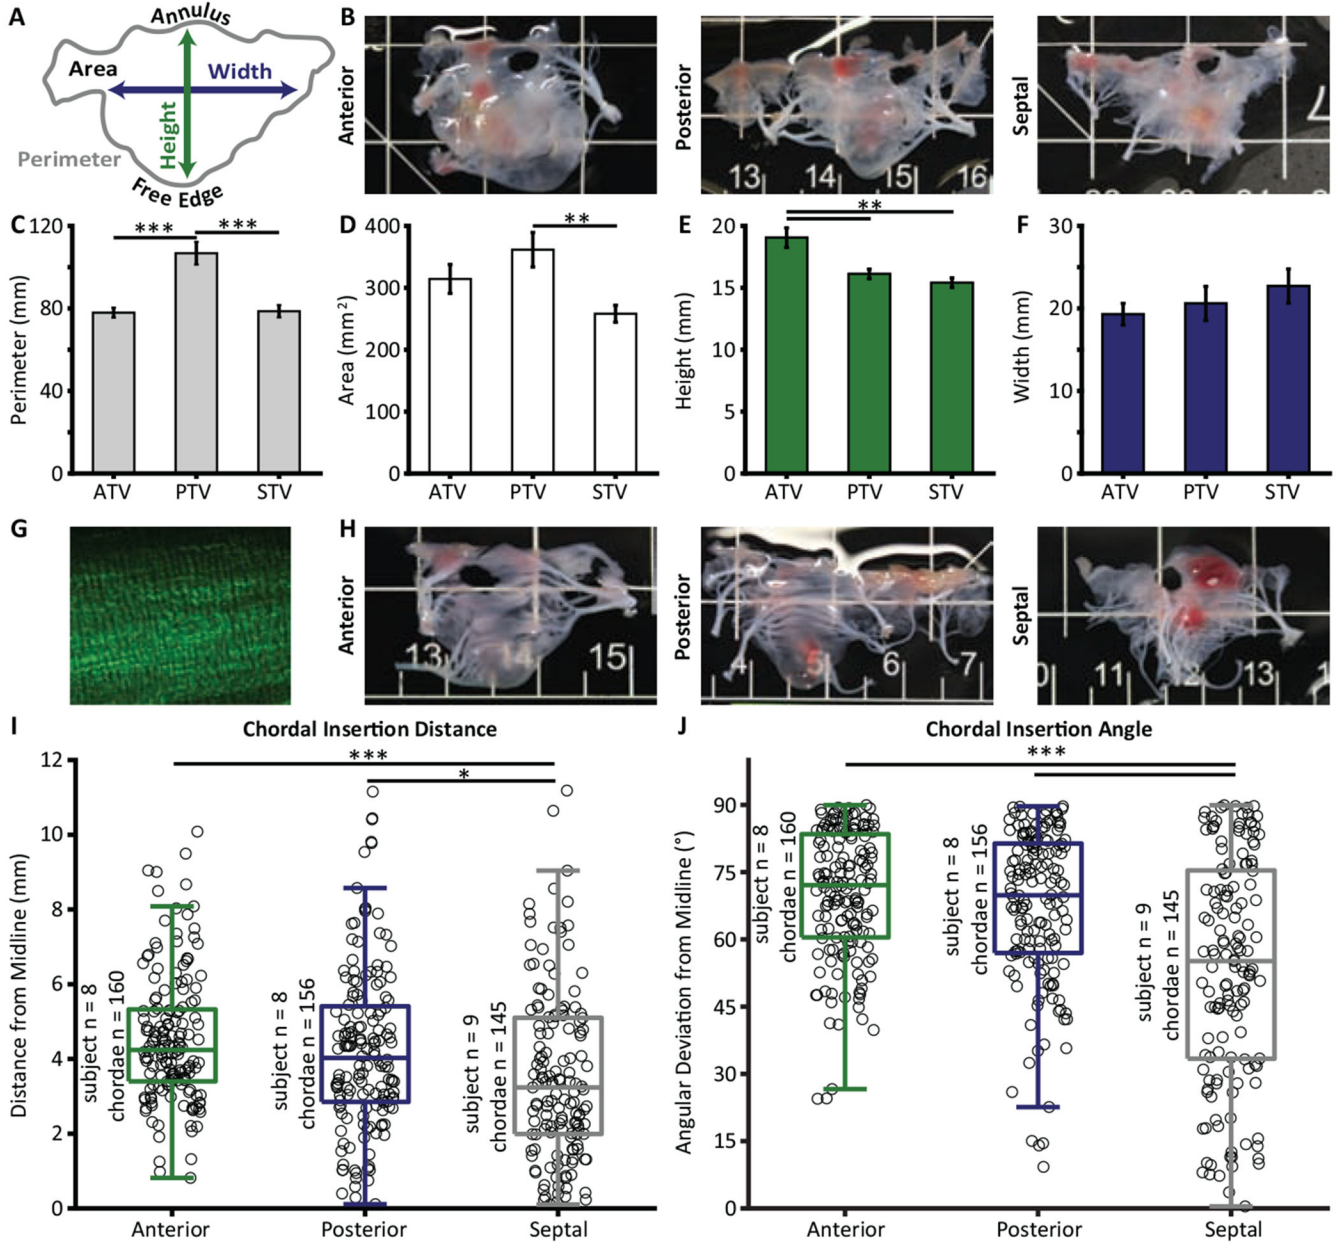 A
Annulus
Area
Width
Height
Perimeter
Free Edge
B
Anterior
Posterior
13 14 15 16
Septal
C
120
80
40
0
Perimeter (mm)
***
***
ATV PTV STV
D
400
300
200
100
0
Area (mm²)
**
ATV PTV STV
E
20
15
10
5
0
Height (mm)
**
ATV PTV STV
F
30
20
10
0
Width (mm)
ATV PTV STV
G
H
Anterior
13 14 15
Posterior
4 5 6 7
Septal
11 12 13
I
Chordal Insertion Distance
***
*
12
10
8
6
4
2
0
Distance from Midline (mm)
subject n = 8
chordae n = 160
subject n = 8
chordae n = 156
subject n = 9
chordae n = 145
Anterior Posterior Septal
J
Chordal Insertion Angle
***
90
75
60
45
30
15
0
Angular Deviation from Midline (°)
subject n = 8
chordae n = 160
subject n = 8
chordae n = 156
subject n = 9
chordae n = 145
Anterior Posterior Septal